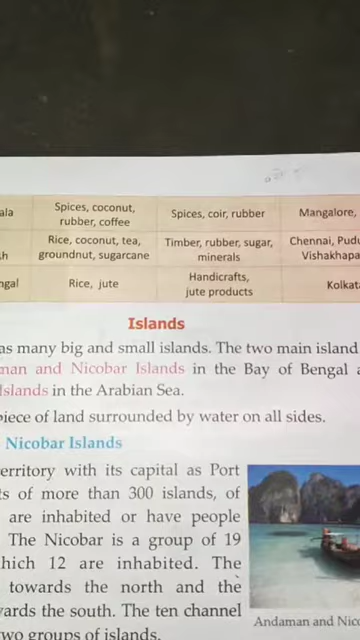 ala Spices, coconut, rubber, coffee Spices, coir, rubber Mangalore,
h Rice, coconut, tea, groundnut, sugarcane Timber, rubber, sugar, minerals Chennai, Pudu Vishakhapa
ngal Rice, jute Handicrafts, jute products Kolkata
Islands
as many big and small islands. The two main island
man and Nicobar Islands in the Bay of Bengal a
Islands in the Arabian Sea.
piece of land surrounded by water on all sides.
Nicobar Islands
erritory with its capital as Port
ts of more than 300 islands, of
are inhabited or have people
The Nicobar is a group of 19
hich 12 are inhabited. The
towards the north and the
wards the south. The ten channel
two groups of islands.
Andaman and Nico